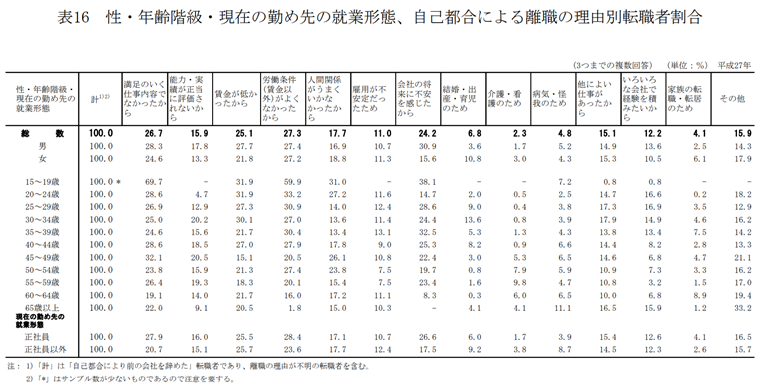 表16 性・年齢階級・現在の勤め先の就業形態、自己都合による離職の理由別転職者割合
（3つまでの複数回答） （単位：％） 平成27年
性・年齢階級・現在の勤め先の就業形態 計1)2) 満足のいく仕事内容でなかったから 能力・実績が正当に評価されないから 賃金が低かったから 労働条件（賃金以外）がよくなかったから 人間関係がうまくいかなかったから 雇用が不安定だったため 会社の将来に不安を感じたから 結婚・出産・育児のため 介護・看護のため 病気・怪我のため 他によい仕事があったから いろいろな会社で経験を積みたいから 家族の転職・転居のため その他
総数 100.0 26.7 15.9 25.1 27.3 17.7 11.0 24.2 6.8 2.3 4.8 15.1 12.2 4.1 15.9
男 100.0 28.3 17.8 27.7 27.4 16.9 10.7 30.9 3.6 1.7 5.2 14.9 13.6 2.5 14.3
女 100.0 24.6 13.3 21.8 27.2 18.8 11.3 15.6 10.8 3.0 4.3 15.3 10.5 6.1 17.9
15～19歳 100.0 * 69.7 - 31.9 59.9 31.0 - 38.1 - - 7.2 0.8 0.8 - -
20～24歳 100.0 28.6 4.7 31.9 33.2 27.2 11.6 14.7 2.0 0.5 2.5 14.7 16.6 0.2 18.2
25～29歳 100.0 26.9 12.9 27.3 30.9 14.0 12.4 28.6 9.0 0.4 3.8 17.3 16.9 3.5 12.9
30～34歳 100.0 25.0 20.2 30.1 27.0 13.6 11.4 24.4 13.6 0.8 3.9 17.9 14.9 4.6 16.2
35～39歳 100.0 24.6 15.6 21.7 30.4 13.4 13.1 32.5 5.3 1.3 4.3 13.8 13.4 7.5 14.2
40～44歳 100.0 28.6 18.5 27.0 27.9 17.8 9.0 25.3 8.2 0.9 6.6 14.4 8.2 2.8 13.3
45～49歳 100.0 32.1 20.5 15.1 20.5 26.1 10.8 22.4 3.0 5.3 6.5 14.6 6.8 4.7 21.1
50～54歳 100.0 23.8 15.9 21.3 27.4 23.8 7.5 19.7 0.8 7.9 5.9 10.9 7.3 3.3 16.2
55～59歳 100.0 26.4 19.3 18.3 20.1 15.4 7.5 23.4 1.6 9.8 4.7 10.8 3.2 1.5 17.0
60～64歳 100.0 19.1 14.0 21.7 16.0 17.2 11.1 8.3 0.3 6.0 6.5 10.0 6.8 8.9 19.4
65歳以上 100.0 22.0 9.1 20.5 1.8 15.0 10.3 - 4.1 4.1 11.1 5.7 15.9 1.2 33.2
現在の勤め先の
就業形態
正社員 100.0 27.9 16.0 25.5 28.4 17.1 10.7 26.6 6.0 1.7 3.9 15.4 12.6 4.1 16.5
正社員以外 100.0 20.7 15.1 25.7 23.6 17.7 12.4 17.5 9.2 3.8 8.7 14.5 12.3 2.6 15.7
注： 1)「計」は「自己都合により前の会社を辞めた」転職者であり、離職の理由が不明の転職者を含む。
2)「*」はサンプル数が少ないものであるので注意を要する。